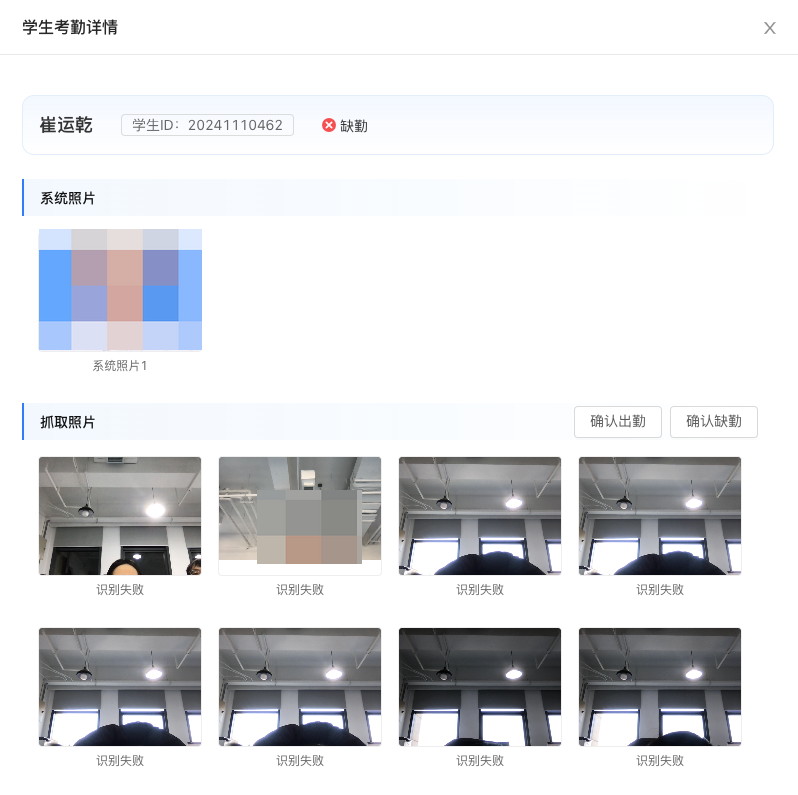 学生考勤详情
X
崔运乾 学生ID：20241110462 缺勤
系统照片
系统照片1
抓取照片 确认出勤 确认缺勤
识别失败 识别失败 识别失败 识别失败
识别失败 识别失败 识别失败 识别失败